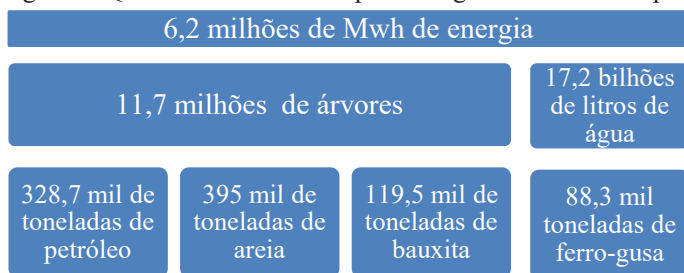 6,2 milhões de Mwh de energia
11,7 milhões de árvores
17,2 bilhões
de litros de
água
328,7 mil de
toneladas de
petróleo
395 mil de
toneladas de
areia
119,5 mil de
toneladas de
bauxita
88,3 mil
toneladas de
ferro-gusa